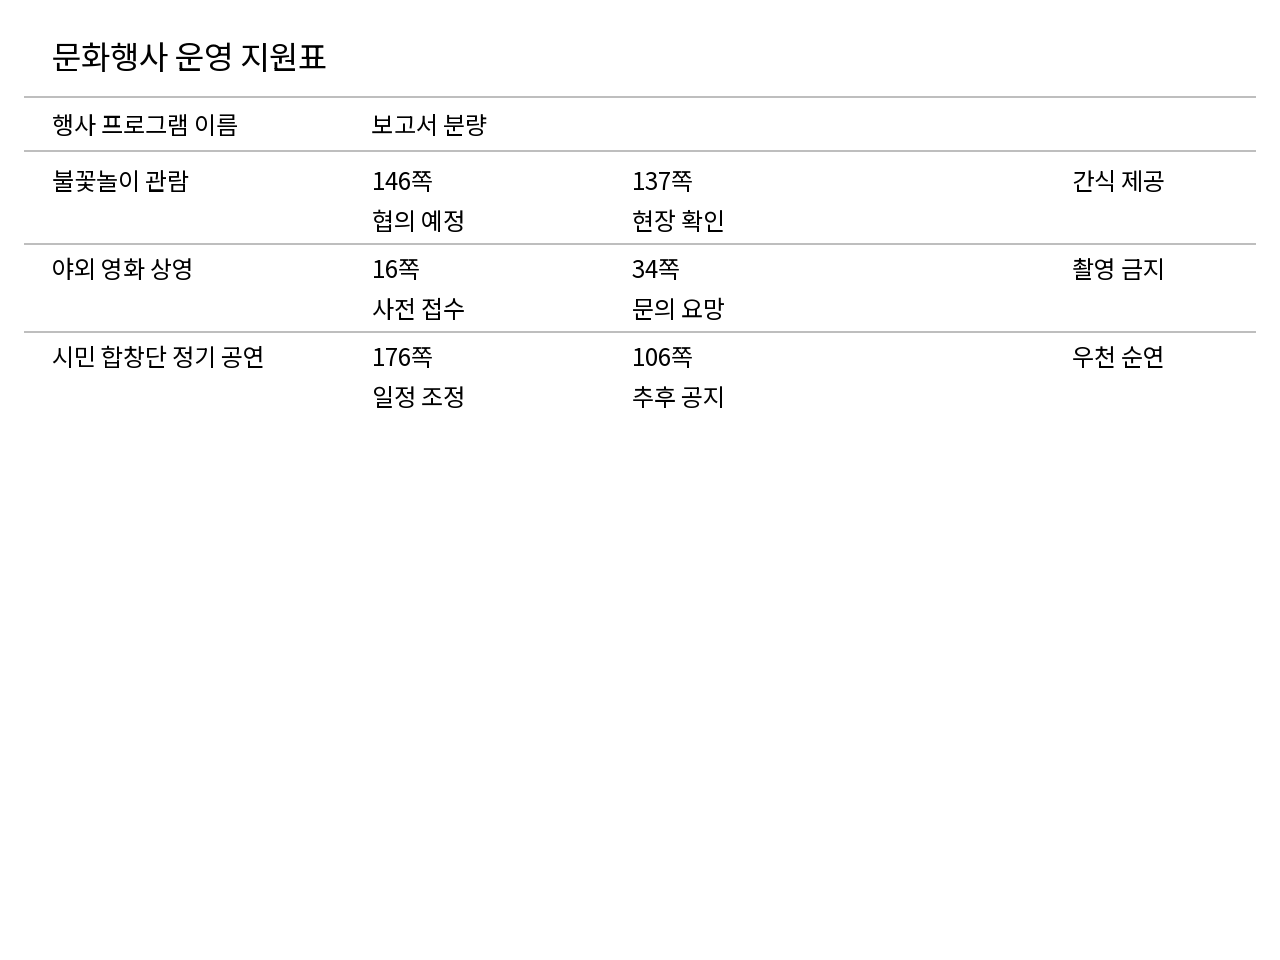 문화행사 운영 지원표
행사 프로그램 이름 보고서 분량
불꽃놀이 관람 146쪽 137쪽 간식 제공
협의 예정 현장 확인
야외 영화 상영 16쪽 34쪽 촬영 금지
사전 접수 문의 요망
시민 합창단 정기 공연 176쪽 106쪽 우천 순연
일정 조정 추후 공지